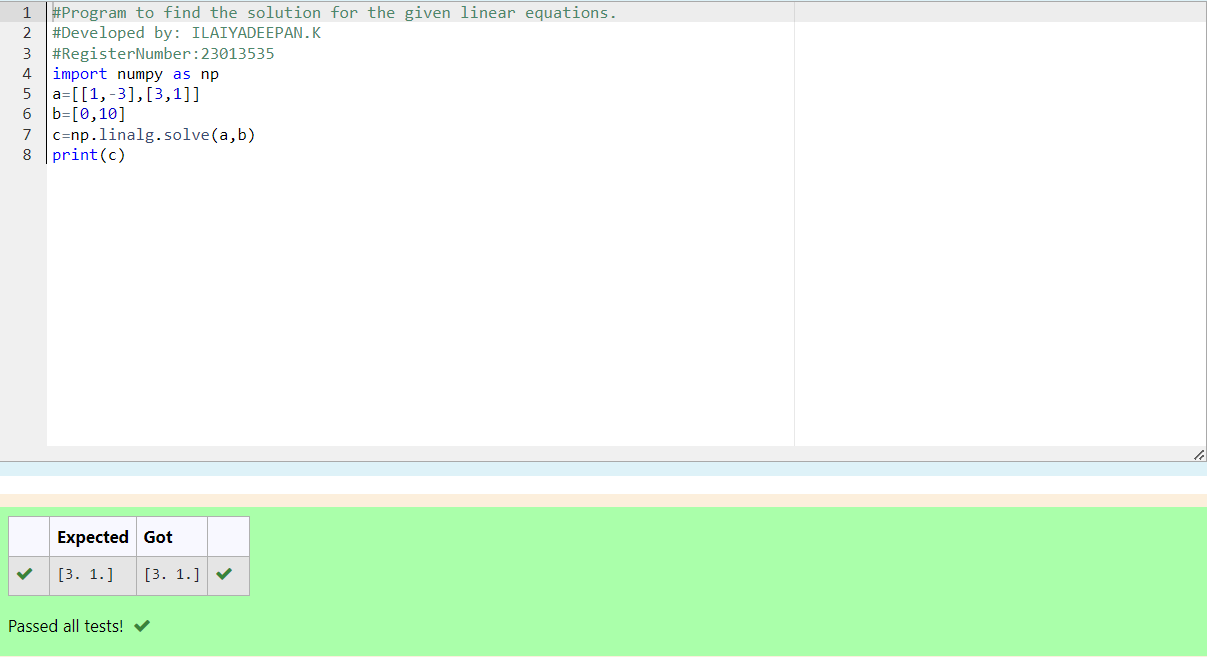 1 #Program to find the solution for the given linear equations.
2 #Developed by: ILAIYADEEPAN.K
3 #RegisterNumber:23013535
4 import numpy as np
5 a=[[1,-3],[3,1]]
6 b=[0,10]
7 c=np.linalg.solve(a,b)
8 print(c)
Expected Got
[3. 1.] [3. 1.]
Passed all tests!